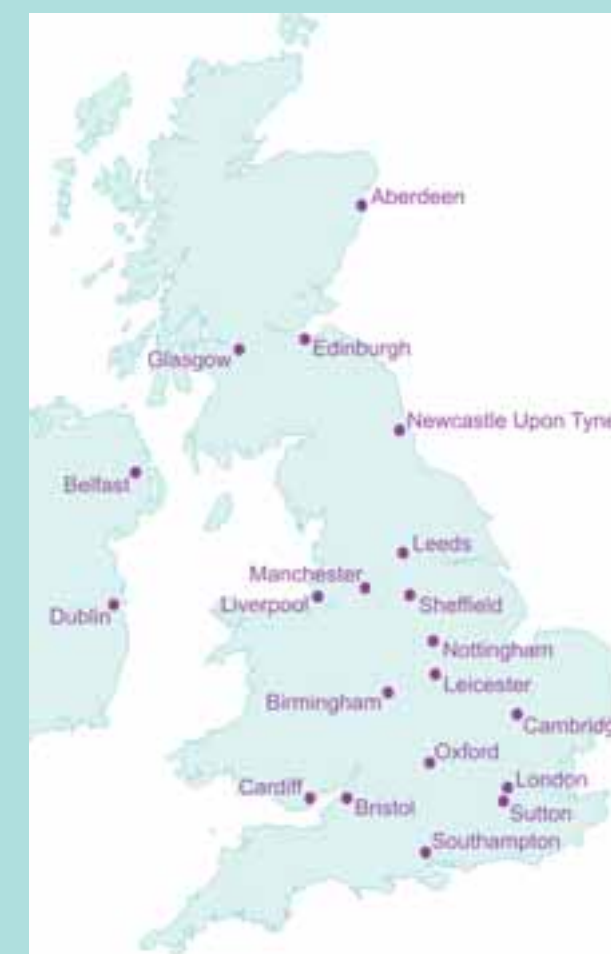 Aberdeen
Edinburgh
Glasgow
Newcastle Upon Tyne
Belfast
Leeds
Manchester
Liverpool
Sheffield
Dublin
Nottingham
Leicester
Birmingham
Cambridg
Oxford
London
Cardiff
Bristol
Sutton
Southampton